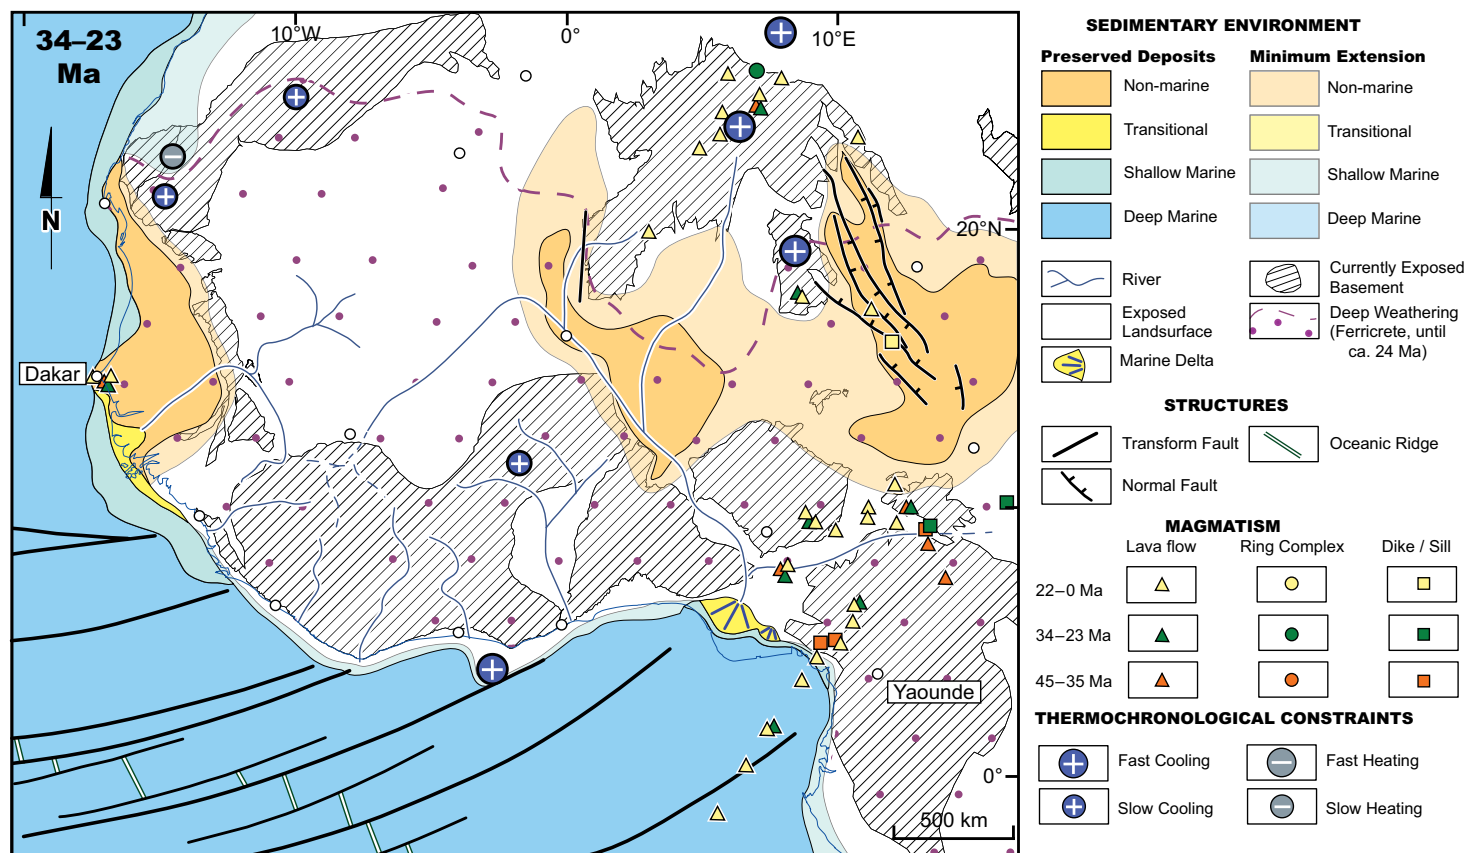 34–23
Ma
10°W
0°
10°E
N
20°N
Dakar
Yaounde
0°
500 km
SEDIMENTARY ENVIRONMENT
Preserved Deposits
Minimum Extension
Non-marine
Non-marine
Transitional
Transitional
Shallow Marine
Shallow Marine
Deep Marine
Deep Marine
River
Currently Exposed
Basement
Exposed
Landsurface
Deep Weathering
(Ferricrete, until
ca. 24 Ma)
Marine Delta
STRUCTURES
Transform Fault
Oceanic Ridge
Normal Fault
MAGMATISM
Lava flow
Ring Complex
Dike / Sill
22–0 Ma
34–23 Ma
45–35 Ma
THERMOCHRONOLOGICAL CONSTRAINTS
Fast Cooling
Fast Heating
Slow Cooling
Slow Heating